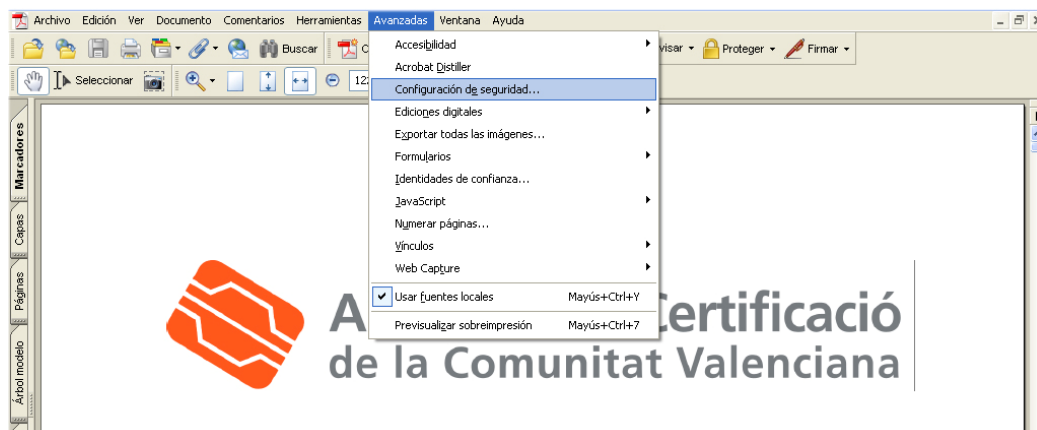 Archivo Edición Ver Documento Comentarios Herramientas Avanzadas Ventana Ayuda
Buscar Proteger Firmar
Seleccionar
Accesibilidad
Acrobat Distiller
Configuración de seguridad...
Ediciones digitales
Exportar todas las imágenes...
Formularios
Identidades de confianza...
JavaScript
Numerar páginas...
Vínculos
Web Capture
Usar fuentes locales Mayús+Ctrl+Y
Previsualizar sobreimpresión Mayús+Ctrl+7
Marcadores
Capas
Páginas
Árbol modelo
A ertificació
de la Comunitat Valenciana